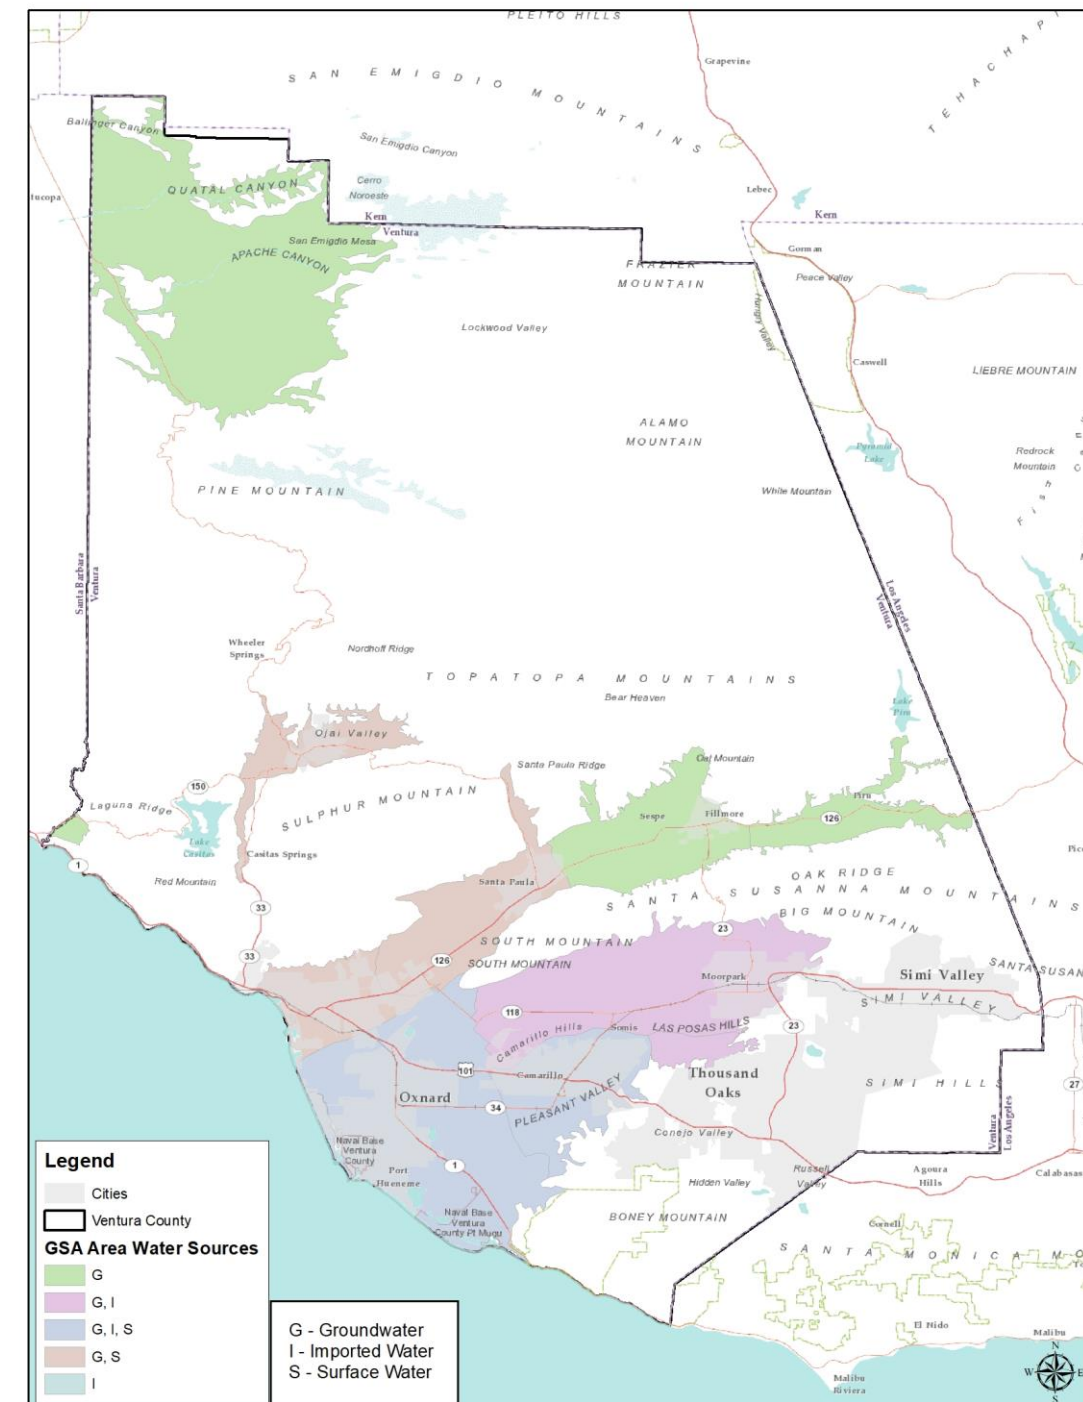 PLEITO HILLS
Grapevine
TEHACHAPI
SAN EMIGDIO MOUNTAINS
Ballinger Canyon
San Emigdio Canyon
QUATAL CANYON
Cerro
Noroeste
Lebec
Kern
Kern
Ventura
San Emigdio Mesa
APACHE CANYON
Gorman
FRAZIER
MOUNTAIN
Peace Valley
Hungry Valley
Lockwood Valley
Caswell
LIEBRE MOUNTAIN
ALAMO
MOUNTAIN
Pyramid
Lake
Redrock
Mountain
Fish
PINE MOUNTAIN
White Mountain
Santa Barbara
Ventura
Los Angeles
Ventura
Wheeler
Springs
Nordhoff Ridge
TOPATOPA MOUNTAINS
Bear Heaven
Lake
Piru
Ojai Valley
Oat Mountain
Santa Paula Ridge
150
Laguna Ridge
SULPHUR MOUNTAIN
Piru
Sespe
Fillmore
126
Lake
Casitas
Casitas Springs
1
Red Mountain
Santa Paula
OAK RIDGE
SANTA SUSANNA MOUNTAINS
33
BIG MOUNTAIN
23
SOUTH MOUNTAIN
33
126
SOUTH MOUNTAIN
SANTA SUSAN
Moorpark
Simi Valley
SIMI VALLEY
118
Camarillo Hills
Somis
LAS POSAS HILLS
23
101
Camarillo
Thousand
Oaks
SIMI HILLS
27
Oxnard
34
PLEASANT VALLEY
Ventura
Los Angeles
Conejo Valley
Naval Base
Ventura
County
Port
Hueneme
1
Russell
Valley
Agoura
Hills
Calabasas
Hidden Valley
Naval Base
Ventura
County Pt Mugu
BONEY MOUNTAIN
Cornell
SANTA MONICA MO
El Nido
Malibu
Malibu
Riviera
N
W
E
S
Legend
Cities
Ventura County
GSA Area Water Sources
G
G, I
G, I, S
G, S
I
G - Groundwater
I - Imported Water
S - Surface Water